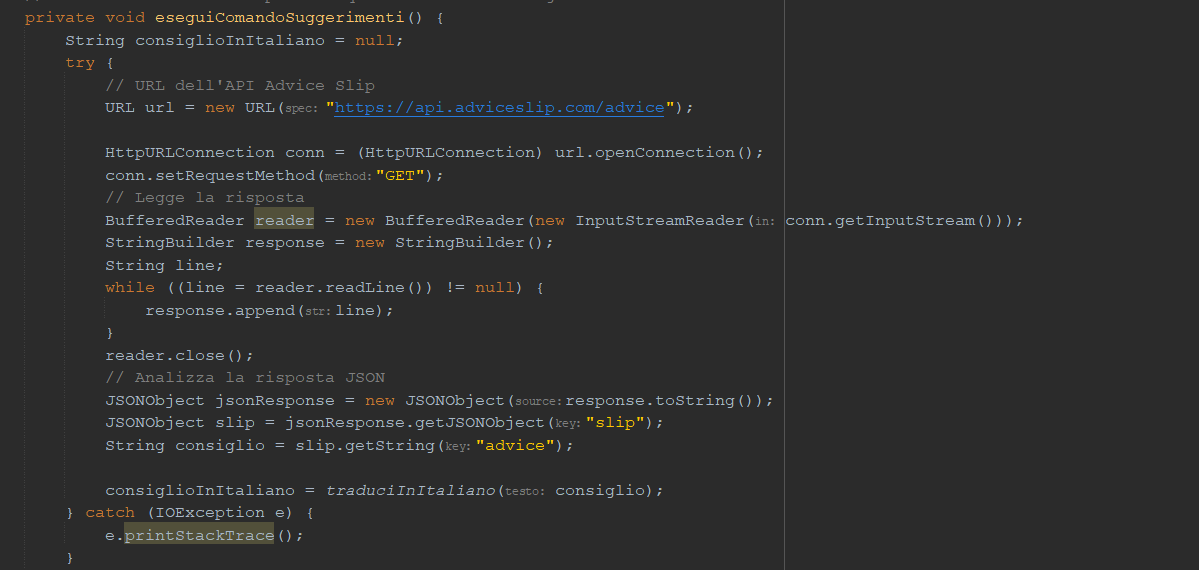 private void eseguiComandoSuggerimenti() {
String consiglioInItaliano = null;
try {
// URL dell'API Advice Slip
URL url = new URL( spec: "https://api.adviceslip.com/advice");
HttpURLConnection conn = (HttpURLConnection) url.openConnection();
conn.setRequestMethod( method: "GET");
// Legge la risposta
BufferedReader reader = new BufferedReader(new InputStreamReader( in: conn.getInputStream()));
StringBuilder response = new StringBuilder();
String line;
while ((line = reader.readLine()) != null) {
response.append( str: line);
}
reader.close();
// Analizza la risposta JSON
JSONObject jsonResponse = new JSONObject( source: response.toString());
JSONObject slip = jsonResponse.getJSONObject( key: "slip");
String consiglio = slip.getString( key: "advice");
consiglioInItaliano = traduciInItaliano( testo: consiglio);
} catch (IOException e) {
e.printStackTrace();
}